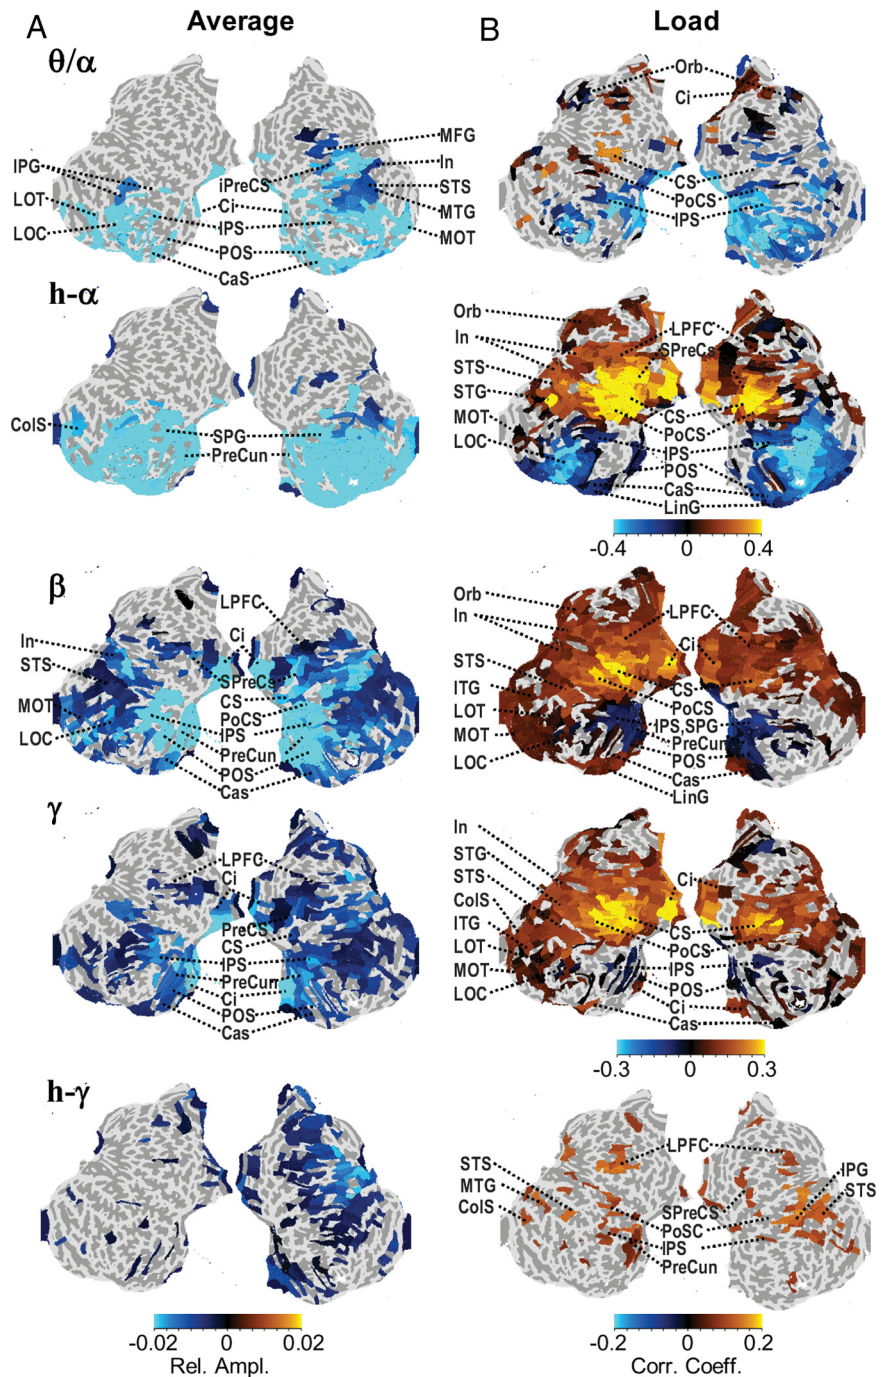 A Average
B Load
θ/α
MFG
In
IPG
iPreCS
STS
LOT
Ci
MTG
LOC
IPS
MOT
POS
CaS
Orb
Ci
CS
PoCS
IPS
h-α
ColS
SPG
PreCun
Orb
LPFC
In
SPreCs
STS
STG
CS
MOT
PoCS
LOC
IPS
POS
CaS
LinG
-0.4 0 0.4
β
LPFC
In
Ci
STS
SPreCs
CS
MOT
PoCS
LOC
IPS
PreCun
POS
Cas
Orb
In
LPFC
Ci
STS
CS
ITG
PoCS
LOT
IPS,SPG
MOT
PreCun
LOC
POS
Cas
LinG
γ
LPFC
Ci
PreCS
CS
IPS
PreCun
Ci
POS
Cas
In
STG
STS
Ci
ColS
ITG
CS
LOT
PoCS
MOT
IPS
LOC
POS
Ci
Cas
-0.3 0 0.3
h-γ
LPFC
STS
IPG
MTG
STS
ColS
SPreCS
PoSC
IPS
PreCun
-0.02 0 0.02
Rel. Ampl.
-0.2 0 0.2
Corr. Coeff.